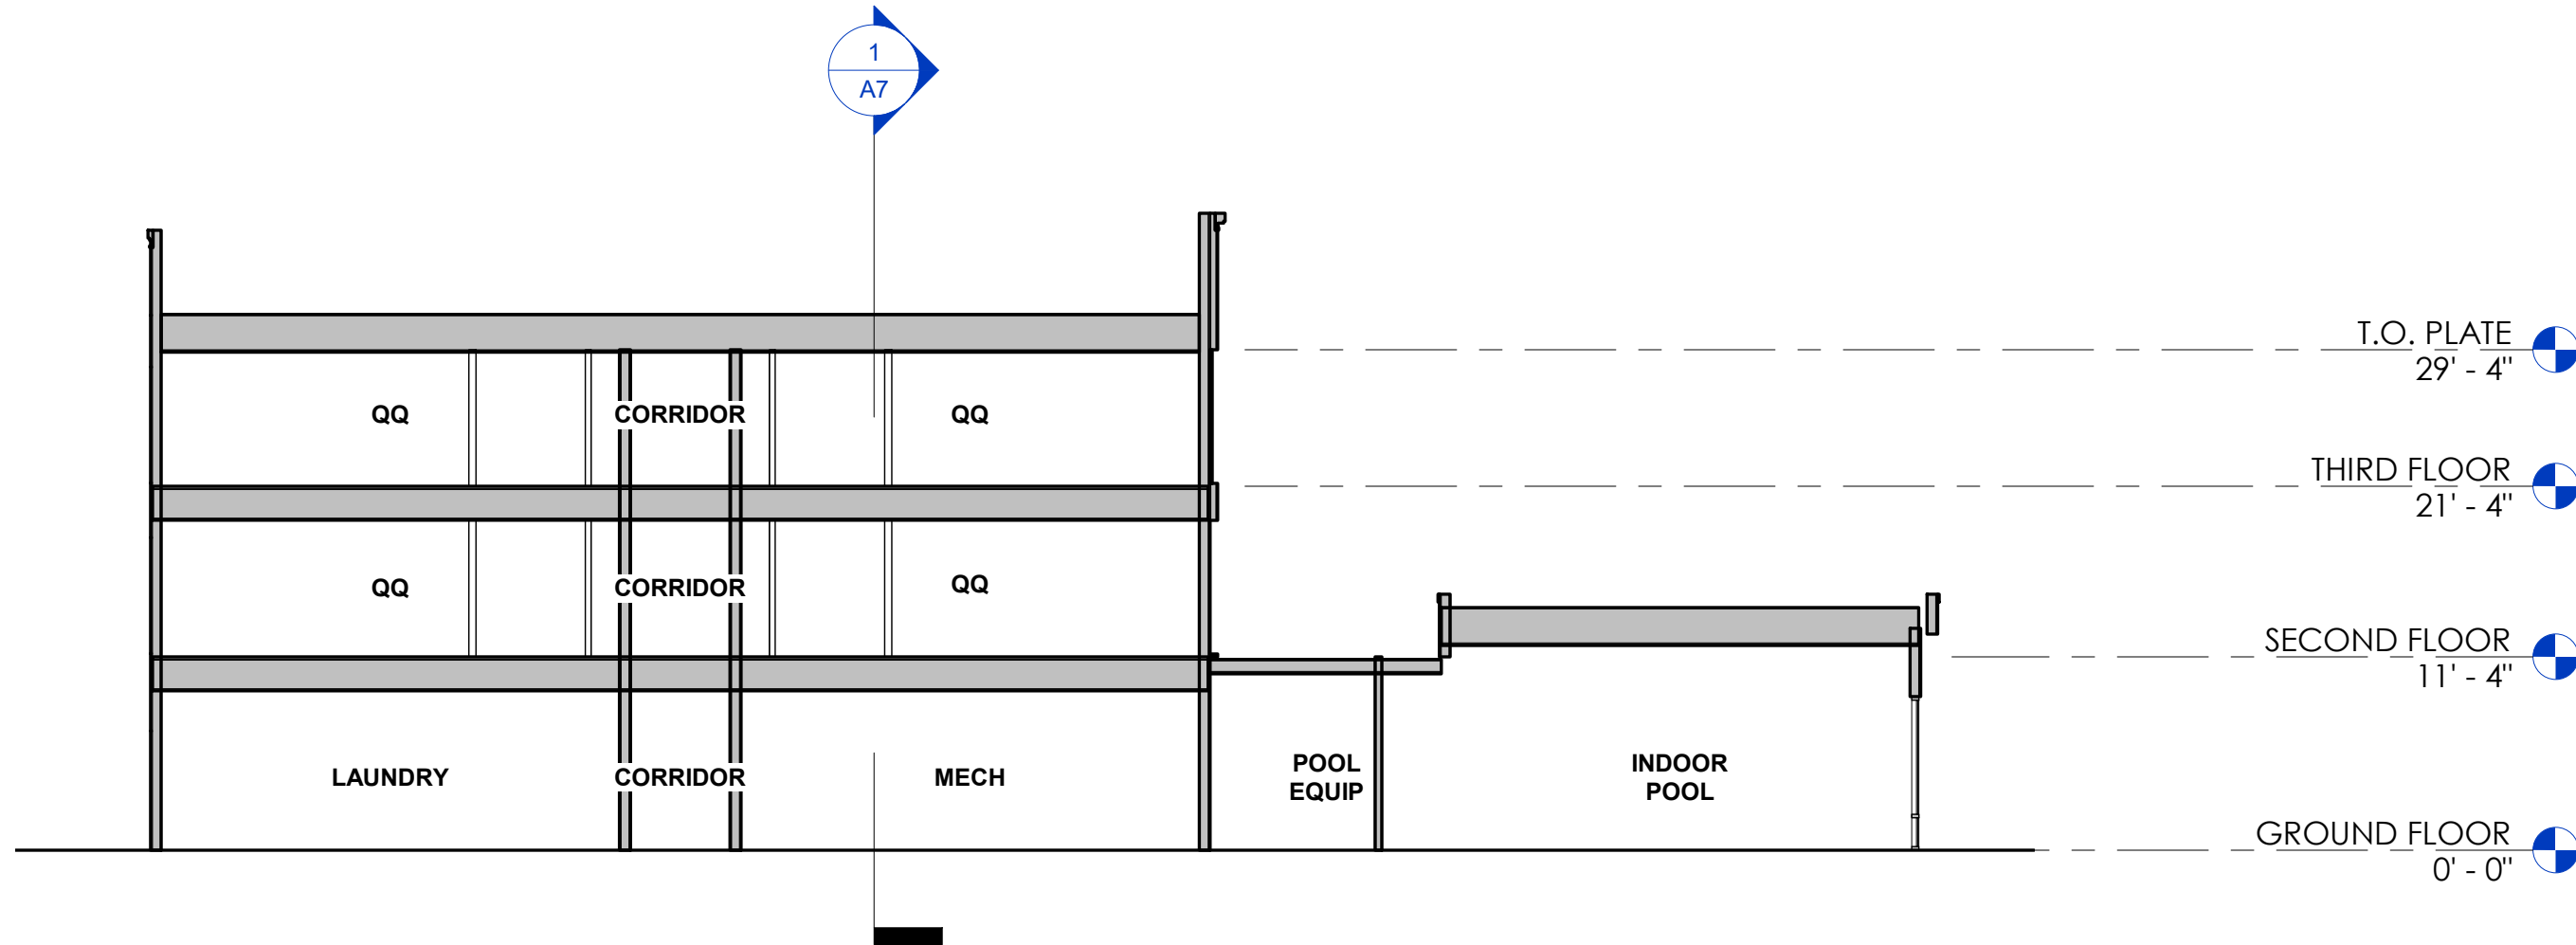 1
A7
T.O. PLATE
29' - 4"
QQ
CORRIDOR
QQ
THIRD FLOOR
21' - 4"
QQ
CORRIDOR
QQ
SECOND FLOOR
11' - 4"
LAUNDRY
CORRIDOR
MECH
POOL
EQUIP
INDOOR
POOL
GROUND FLOOR
0' - 0"